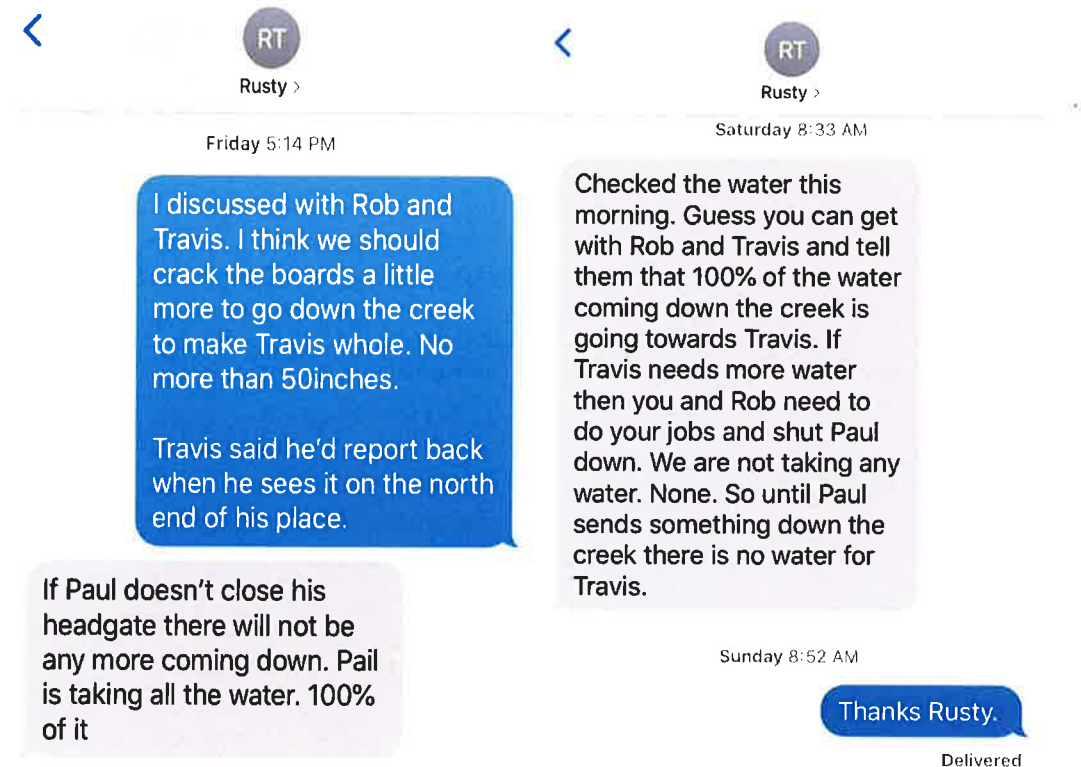 RT
Rusty >
Friday 5:14 PM
I discussed with Rob and
Travis. I think we should
crack the boards a little
more to go down the creek
to make Travis whole. No
more than 50inches.
Travis said he'd report back
when he sees it on the north
end of his place.
If Paul doesn't close his
headgate there will not be
any more coming down. Pail
is taking all the water. 100%
of it
RT
Rusty >
Saturday 8:33 AM
Checked the water this
morning. Guess you can get
with Rob and Travis and tell
them that 100% of the water
coming down the creek is
going towards Travis. If
Travis needs more water
then you and Rob need to
do your jobs and shut Paul
down. We are not taking any
water. None. So until Paul
sends something down the
creek there is no water for
Travis.
Sunday 8:52 AM
Thanks Rusty.
Delivered